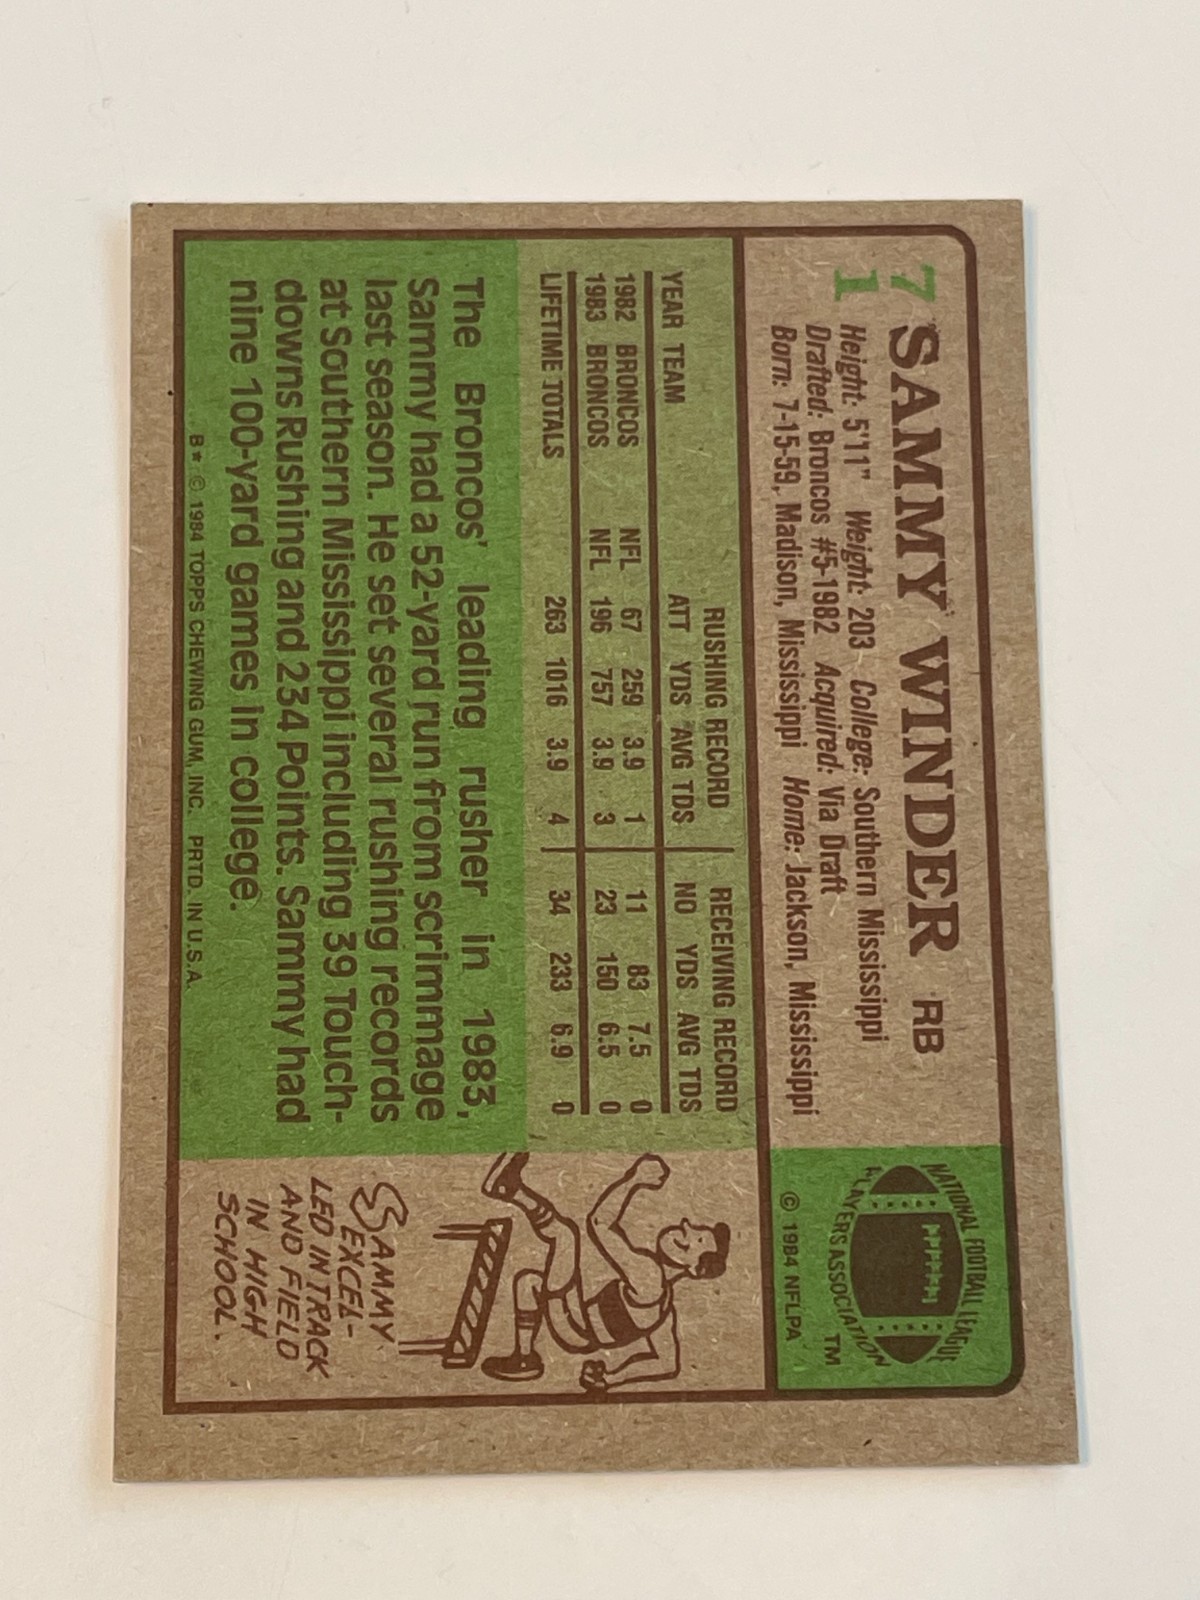 71
SAMMY WINDER RB
Height: 5'11" Weight: 203 College: Southern Mississippi
Drafted: Broncos #5-1982 Acquired: Via Draft
Born: 7-15-59, Madison, Mississippi Home: Jackson, Mississippi
NATIONAL FOOTBALL LEAGUE
PLAYERS ASSOCIATION
TM
© 1984 NFLPA
RUSHING RECORD RECEIVING RECORD
YEAR TEAM ATT YDS AVG TDS NO YDS AVG TDS
1982 BRONCOS NFL 67 259 3.9 1 11 83 7.5 0
1983 BRONCOS NFL 196 757 3.9 3 23 150 6.5 0
LIFETIME TOTALS 263 1016 3.9 4 34 233 6.9 0
The Broncos' leading rusher in 1983,
Sammy had a 52-yard run from scrimmage
last season. He set several rushing records
at Southern Mississippi including 39 Touch-
downs Rushing and 234 Points. Sammy had
nine 100-yard games in college.
B* © 1984 TOPPS CHEWING GUM, INC. PRTD. IN U.S.A.
SAMMY
EXCEL-
LED IN TRACK
AND FIELD
IN HIGH
SCHOOL.